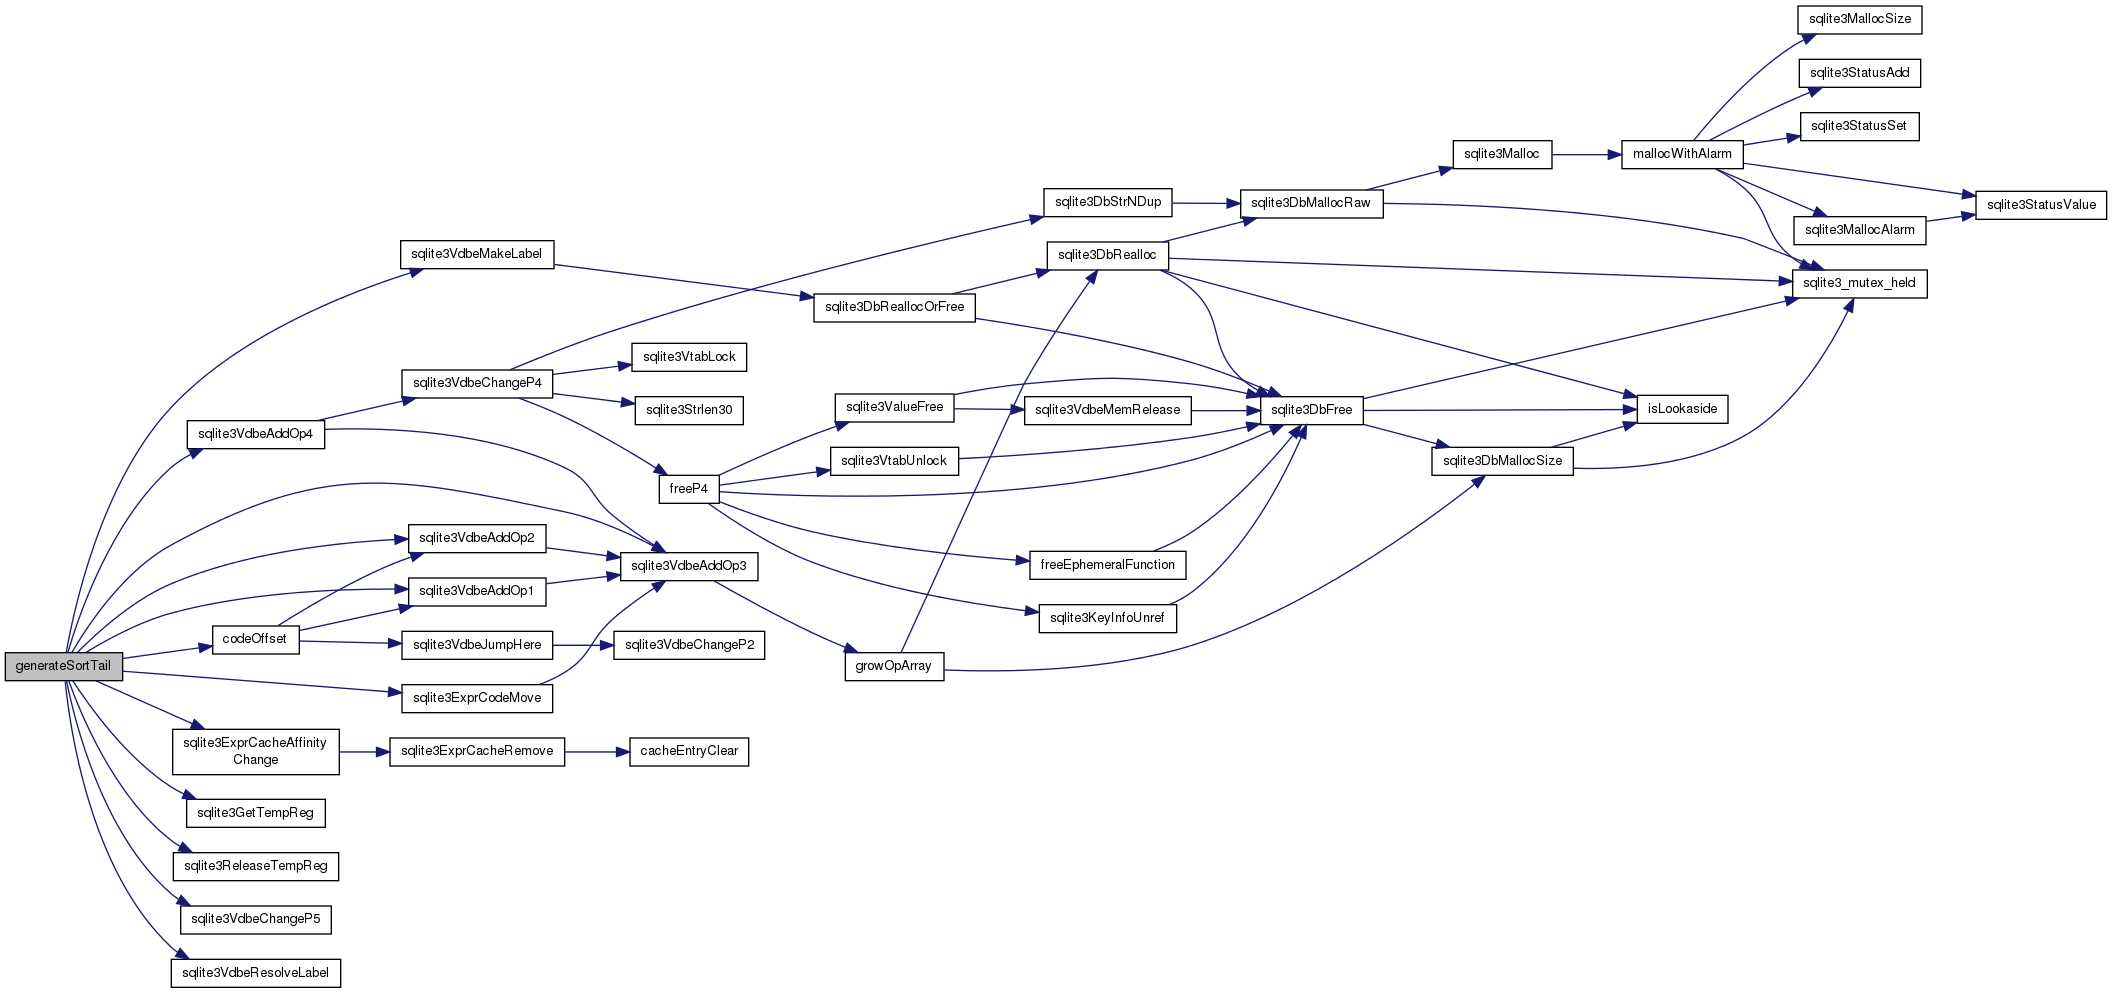 generateSortTail
sqlite3VdbeMakeLabel
sqlite3VdbeAddOp4
sqlite3VdbeChangeP4
sqlite3VdbeAddOp2
sqlite3VdbeAddOp1
codeOffset
sqlite3VdbeJumpHere
sqlite3VdbeChangeP2
sqlite3ExprCodeMove
sqlite3ExprCacheAffinity
Change
sqlite3ExprCacheRemove
cacheEntryClear
sqlite3GetTempReg
sqlite3ReleaseTempReg
sqlite3VdbeChangeP5
sqlite3VdbeResolveLabel
sqlite3VtabLock
sqlite3Strlen30
freeP4
sqlite3VdbeAddOp3
sqlite3DbReallocOrFree
sqlite3ValueFree
sqlite3VtabUnlock
growOpArray
sqlite3DbStrNDup
sqlite3DbRealloc
sqlite3VdbeMemRelease
freeEphemeralFunction
sqlite3KeyInfoUnref
sqlite3DbMallocRaw
sqlite3DbFree
sqlite3Malloc
sqlite3DbMallocSize
mallocWithAlarm
isLookaside
sqlite3MallocSize
sqlite3StatusAdd
sqlite3StatusSet
sqlite3MallocAlarm
sqlite3_mutex_held
sqlite3StatusValue